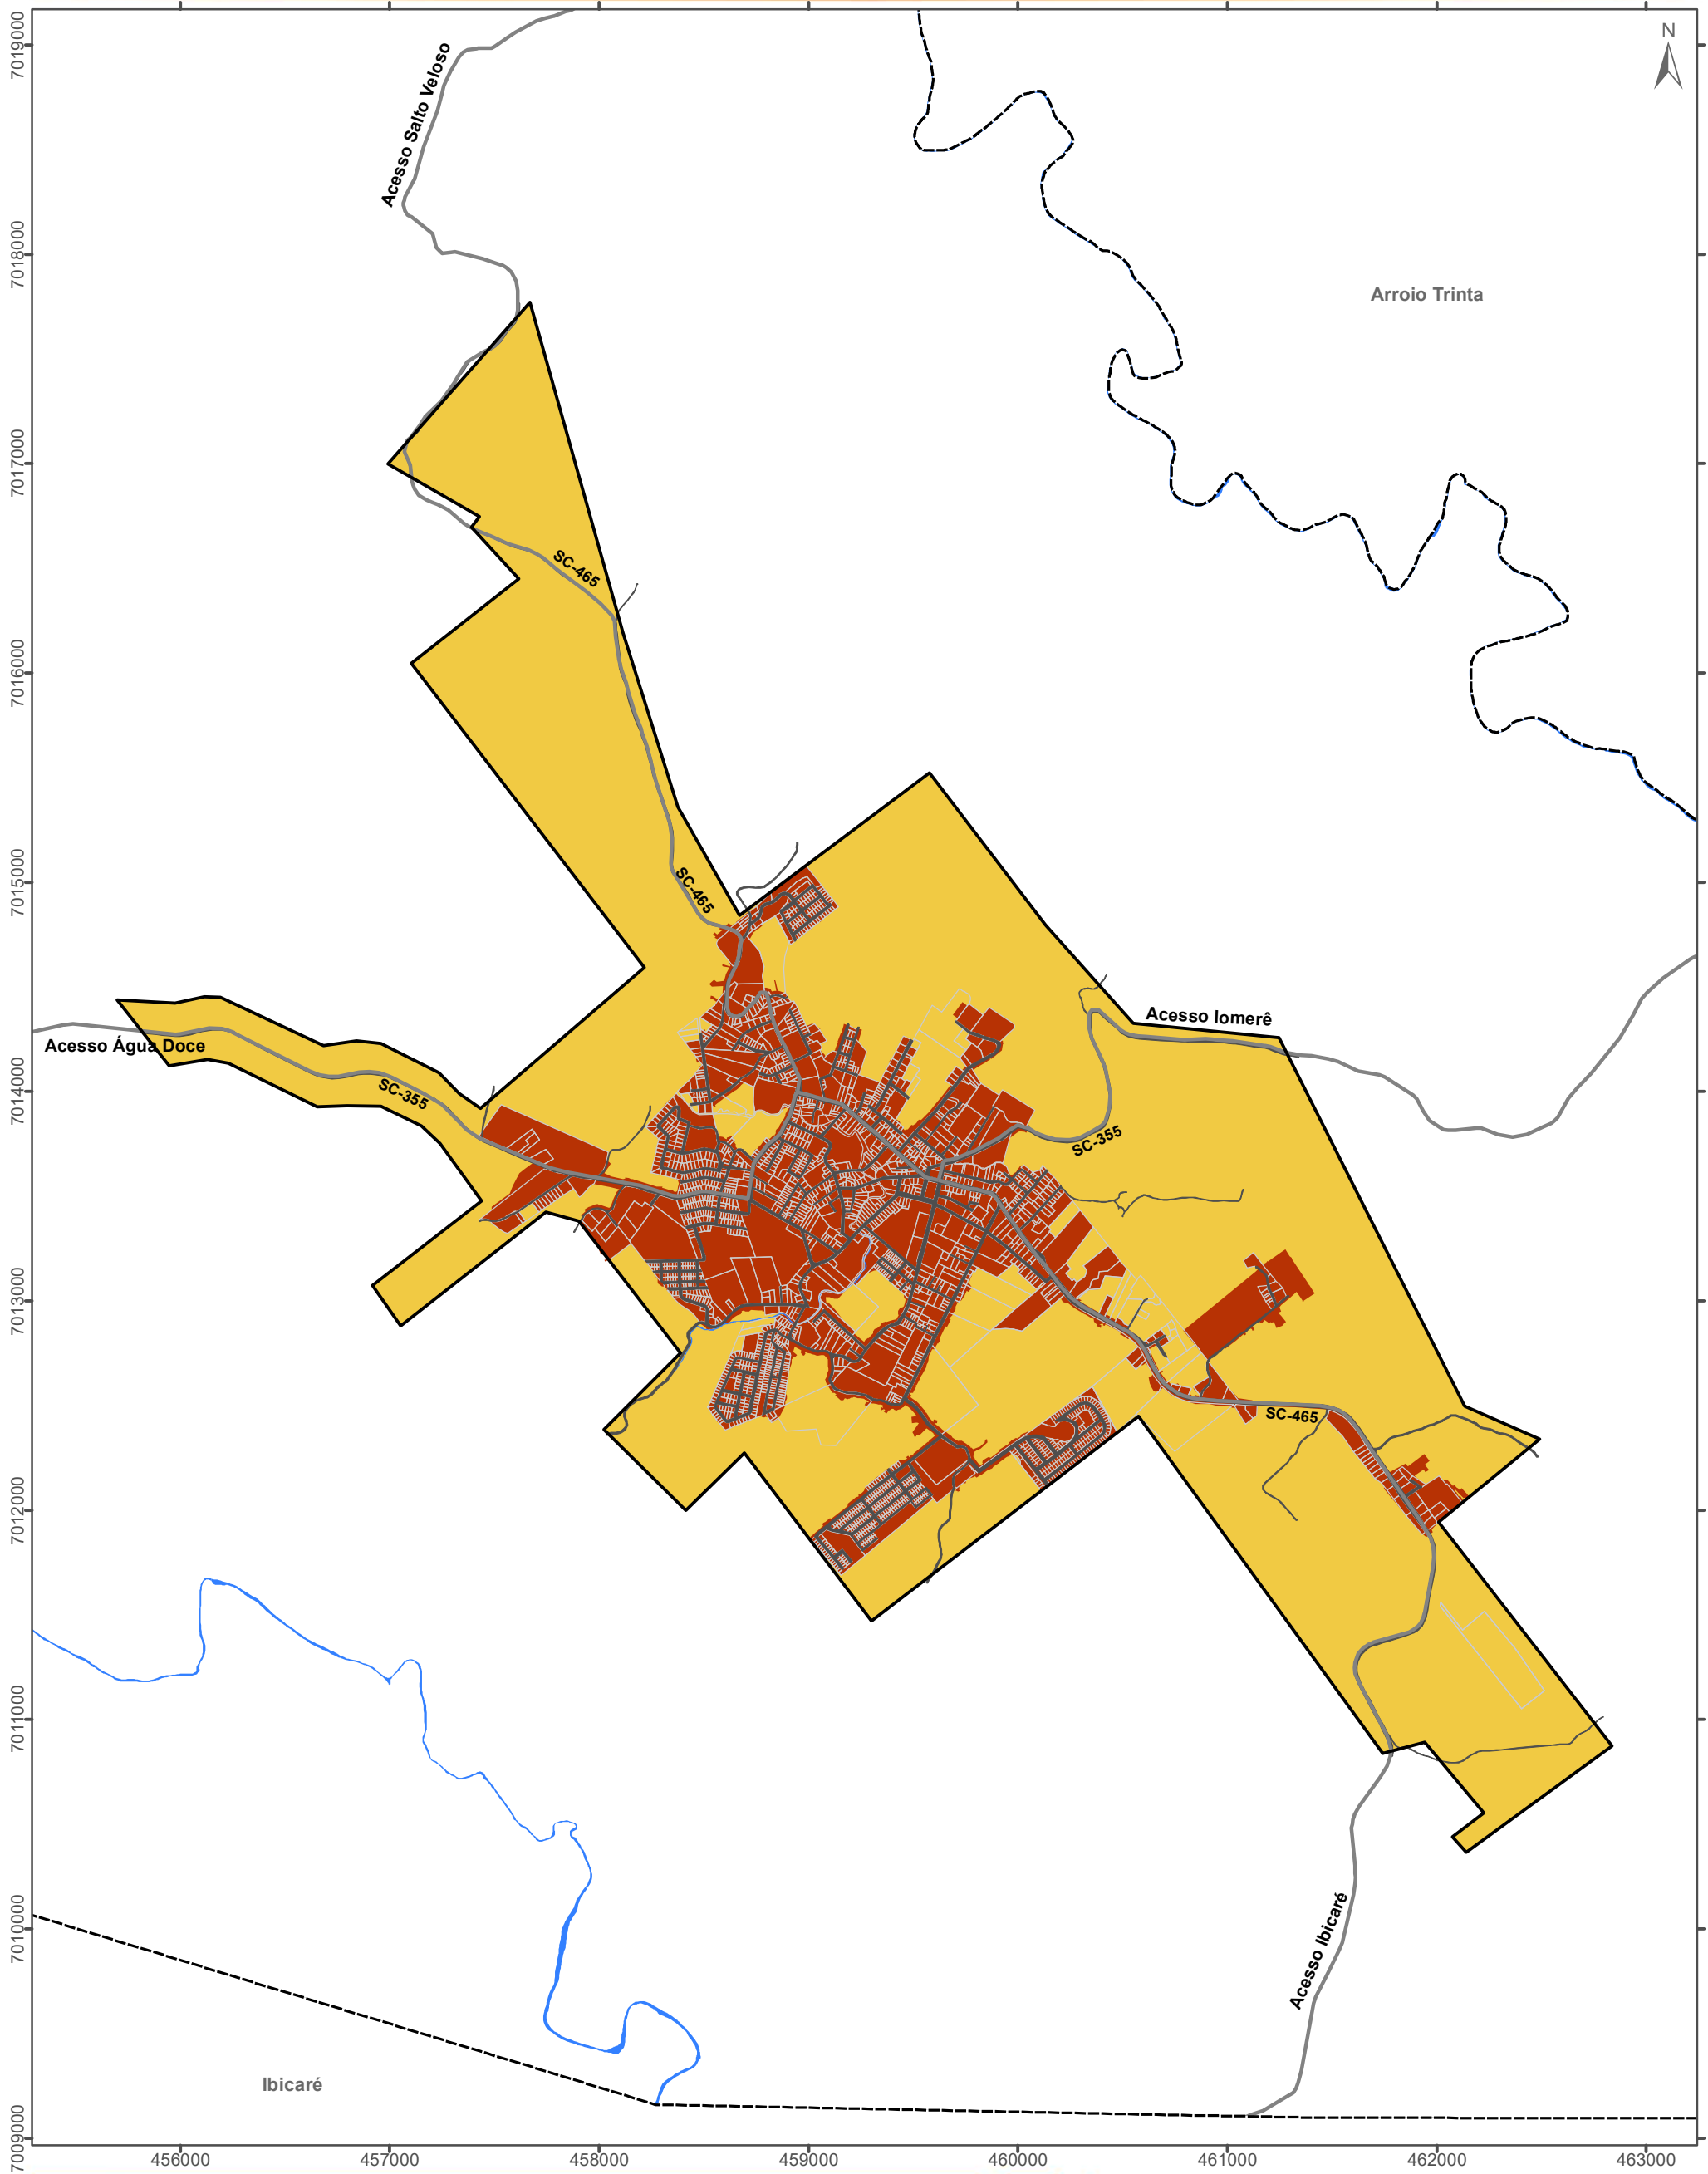 N
Acesso Salto Veloso
Arroio Trinta
SC-465
SC-465
Acesso Iomerê
Acesso Água Doce
SC-355
SC-355
SC-465
Acesso Ibicaré
Ibicaré
7019000
7018000
7017000
7016000
7015000
7014000
7013000
7012000
7011000
7010000
7009000
456000
457000
458000
459000
460000
461000
462000
463000